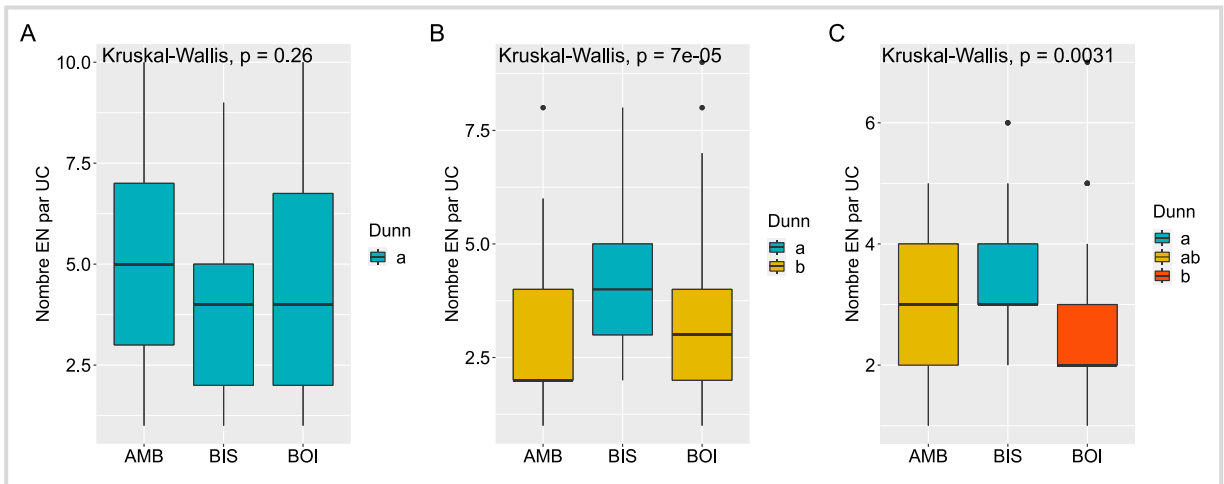 A
Kruskal-Wallis, p = 0.26
Nombre EN par UC
10.0
7.5
5.0
2.5
AMB BIS BOI
Dunn
a
B
Kruskal-Wallis, p = 7e-05
Nombre EN par UC
7.5
5.0
2.5
AMB BIS BOI
Dunn
a
b
C
Kruskal-Wallis, p = 0.0031
Nombre EN par UC
6
4
2
AMB BIS BOI
Dunn
a
ab
b